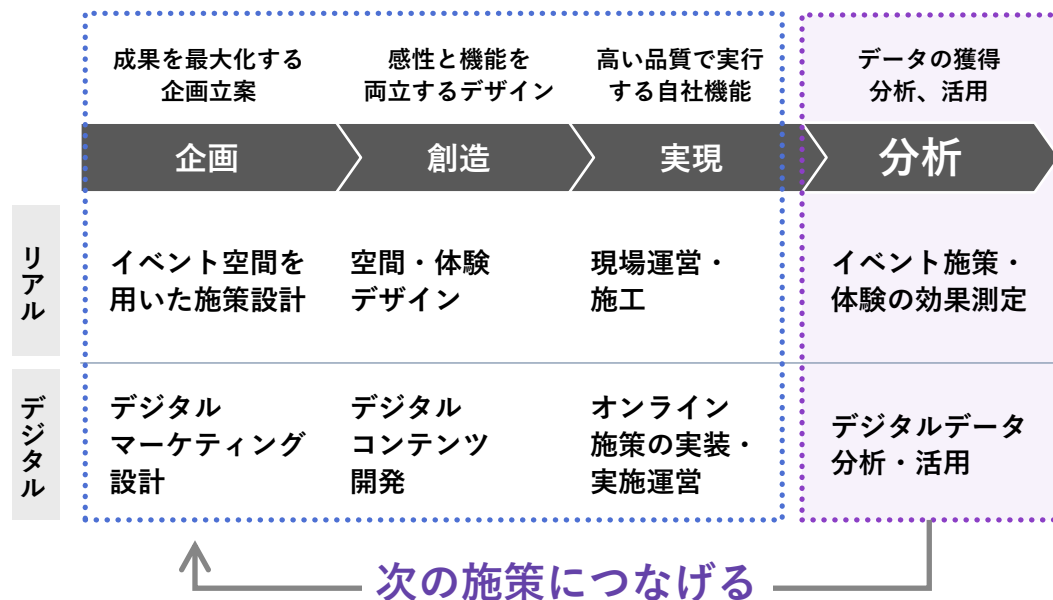 成果を最大化する
企画立案
感性と機能を
両立するデザイン
高い品質で実行
する自社機能
データの獲得
分析、活用
企画
創造
実現
分析
リアル
イベント空間を
用いた施策設計
空間・体験
デザイン
現場運営・
施工
イベント施策・
体験の効果測定
デジタル
デジタル
マーケティング
設計
デジタル
コンテンツ
開発
オンライン
施策の実装・
実施運営
デジタルデータ
分析・活用
次の施策につなげる